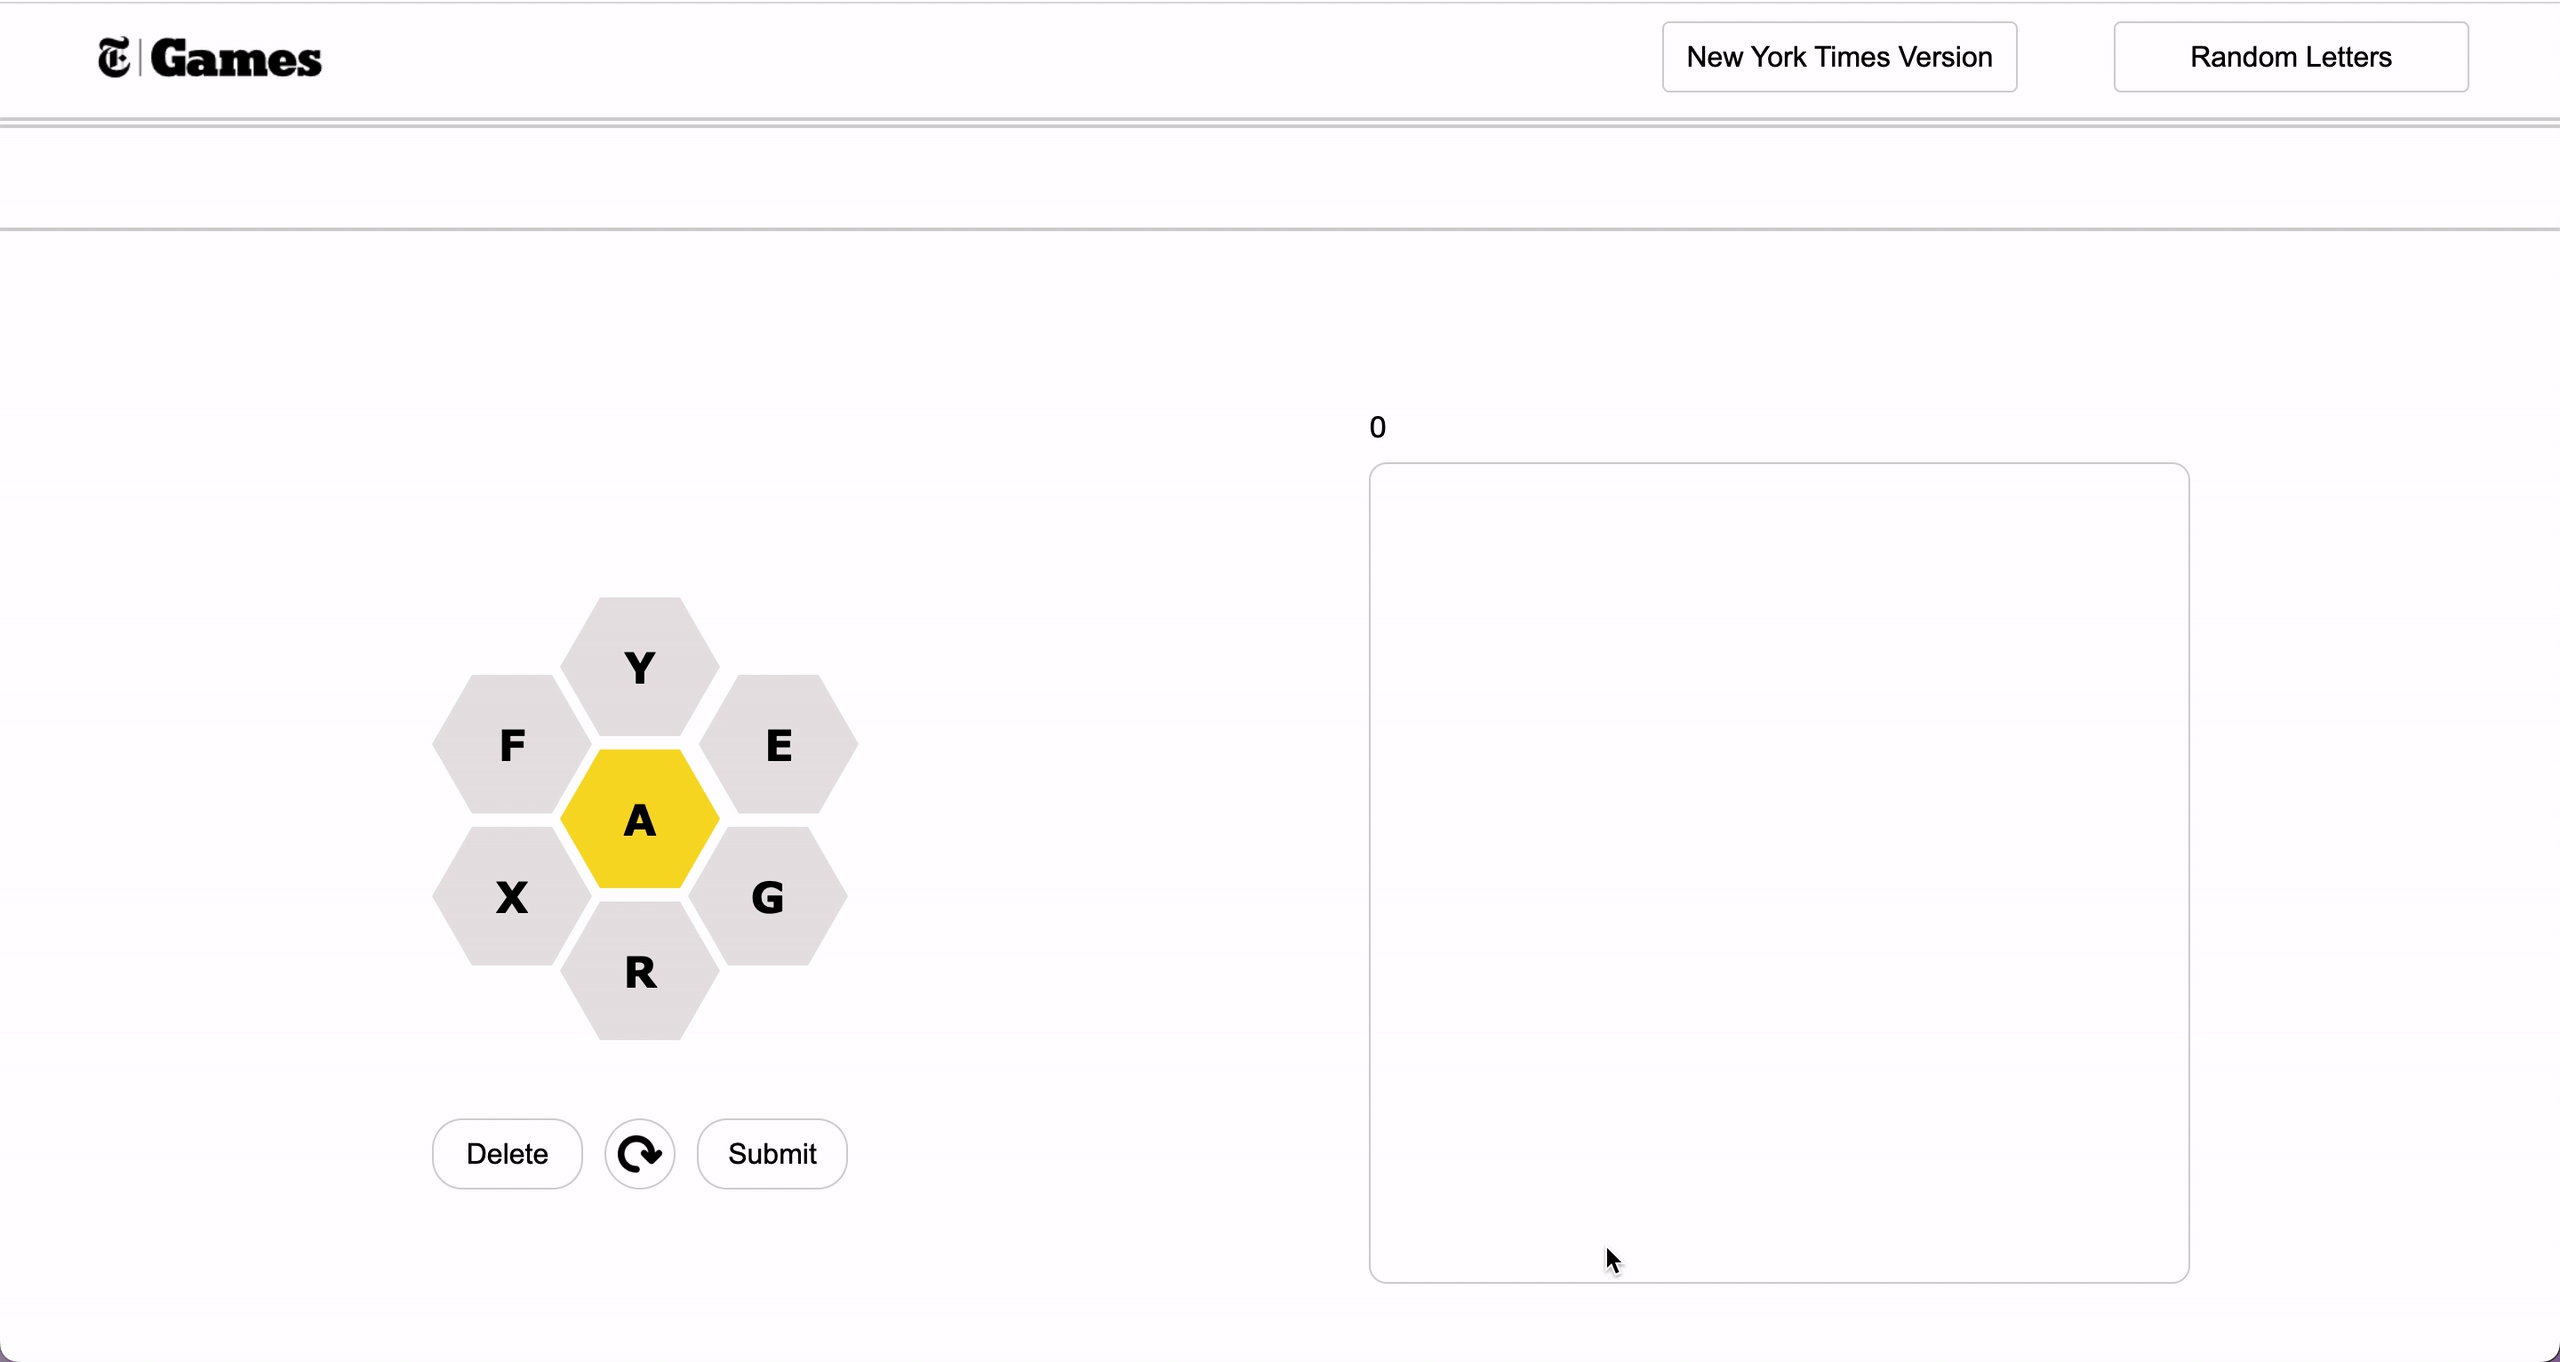 T Games
New York Times Version
Random Letters
0
Y
F
E
A
X
G
R
Delete
Submit